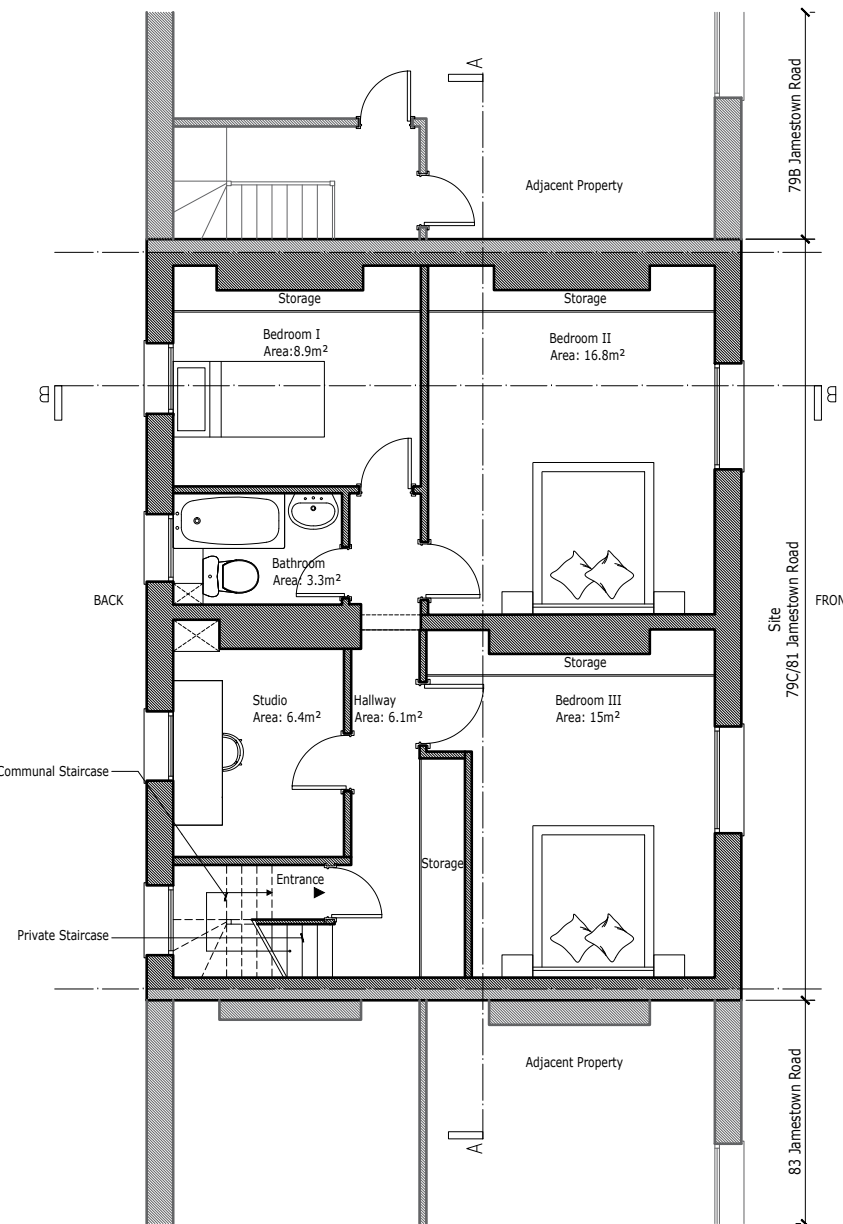 A
79B Jamestown Road
Adjacent Property
Storage
Storage
Bedroom I
Area:8.9m²
Bedroom II
Area: 16.8m²
B
B
Bathroom
Area: 3.3m²
BACK
FRON
Site
79C/81 Jamestown Road
Storage
Studio
Area: 6.4m²
Hallway
Area: 6.1m²
Bedroom III
Area: 15m²
Communal Staircase
Storage
Entrance
Private Staircase
Adjacent Property
83 Jamestown Road
A